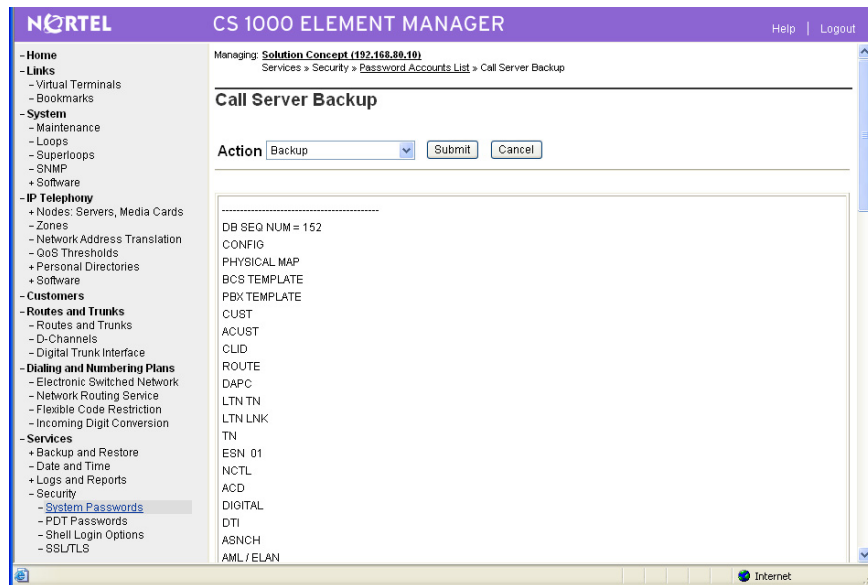 NORTEL
CS 1000 ELEMENT MANAGER
Help | Logout
- Home
- Links
- Virtual Terminals
- Bookmarks
- System
- Maintenance
- Loops
- Superloops
- SNMP
+ Software
- IP Telephony
+ Nodes: Servers, Media Cards
- Zones
- Network Address Translation
- QoS Thresholds
+ Personal Directories
+ Software
- Customers
- Routes and Trunks
- Routes and Trunks
- D-Channels
- Digital Trunk Interface
- Dialing and Numbering Plans
- Electronic Switched Network
- Network Routing Service
- Flexible Code Restriction
- Incoming Digit Conversion
- Services
+ Backup and Restore
- Date and Time
+ Logs and Reports
- Security
- System Passwords
- PDT Passwords
- Shell Login Options
- SSL/TLS
Managing: Solution Concept (192.168.80.10)
Services » Security » Password Accounts List » Call Server Backup
Call Server Backup
Action Backup Submit Cancel
-------------------------------------------
DB SEQ NUM = 152
CONFIG
PHYSICAL MAP
BCS TEMPLATE
PBX TEMPLATE
CUST
ACUST
CLID
ROUTE
DAPC
LTN TN
LTN LNK
TN
ESN 01
NCTL
ACD
DIGITAL
DTI
ASNCH
AML / ELAN
Internet